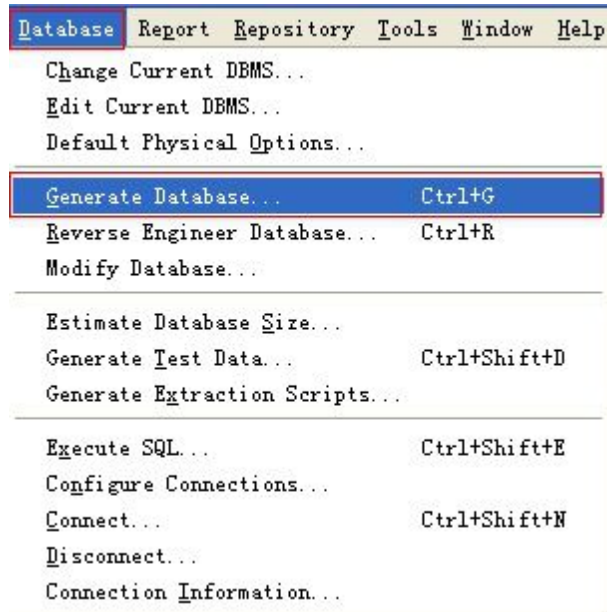 Database Report Repository Tools Window Help
Change Current DBMS...
Edit Current DBMS...
Default Physical Options...
Generate Database... Ctrl+G
Reverse Engineer Database... Ctrl+R
Modify Database...
Estimate Database Size...
Generate Test Data... Ctrl+Shift+D
Generate Extraction Scripts...
Execute SQL... Ctrl+Shift+E
Configure Connections...
Connect... Ctrl+Shift+N
Disconnect...
Connection Information...